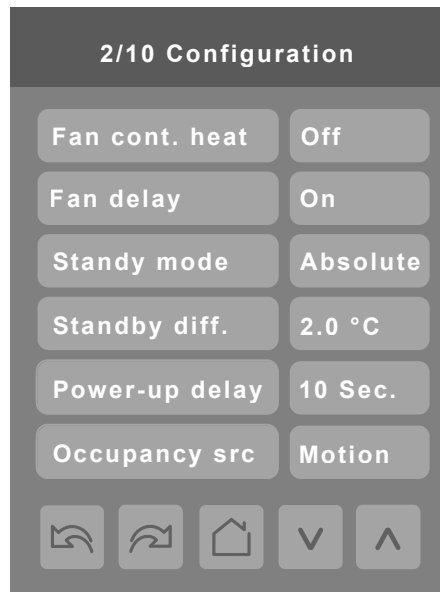 2/10 Configuration
Fan cont. heat Off
Fan delay On
Standy mode Absolute
Standby diff. 2.0 °C
Power-up delay 10 Sec.
Occupancy src Motion